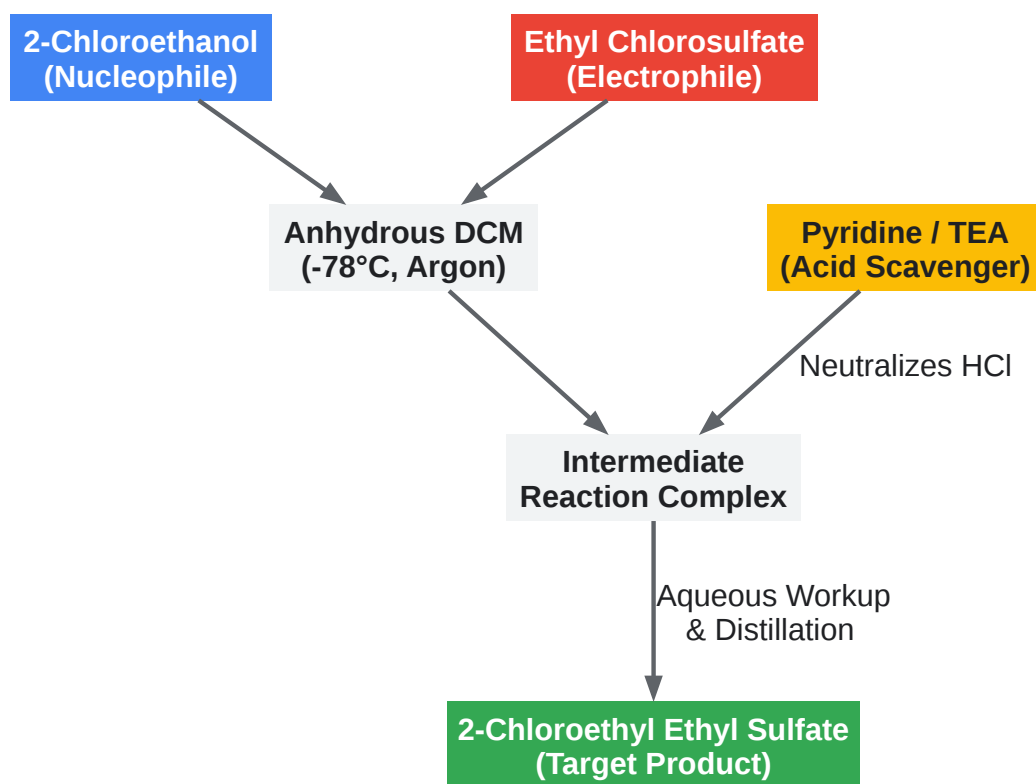 2-Chloroethanol
(Nucleophile)
Ethyl Chlorosulfate
(Electrophile)
Anhydrous DCM
(-78°C, Argon)
Pyridine / TEA
(Acid Scavenger)
Neutralizes HCl
Intermediate
Reaction Complex
Aqueous Workup
& Distillation
2-Chloroethyl Ethyl Sulfate
(Target Product)